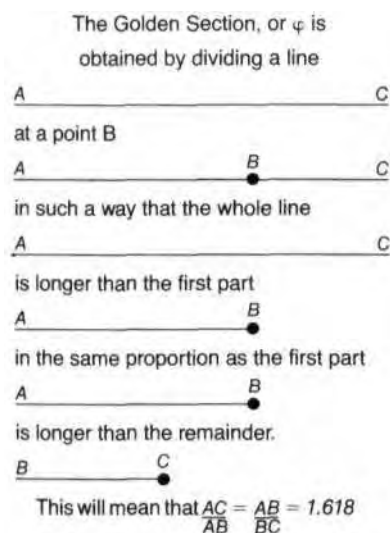 The Golden Section, or φ is
obtained by dividing a line
A C
at a point B
A B C
in such a way that the whole line
A C
is longer than the first part
A B
in the same proportion as the first part
A B
is longer than the remainder.
B C
This will mean that AC/AB = AB/BC = 1.618